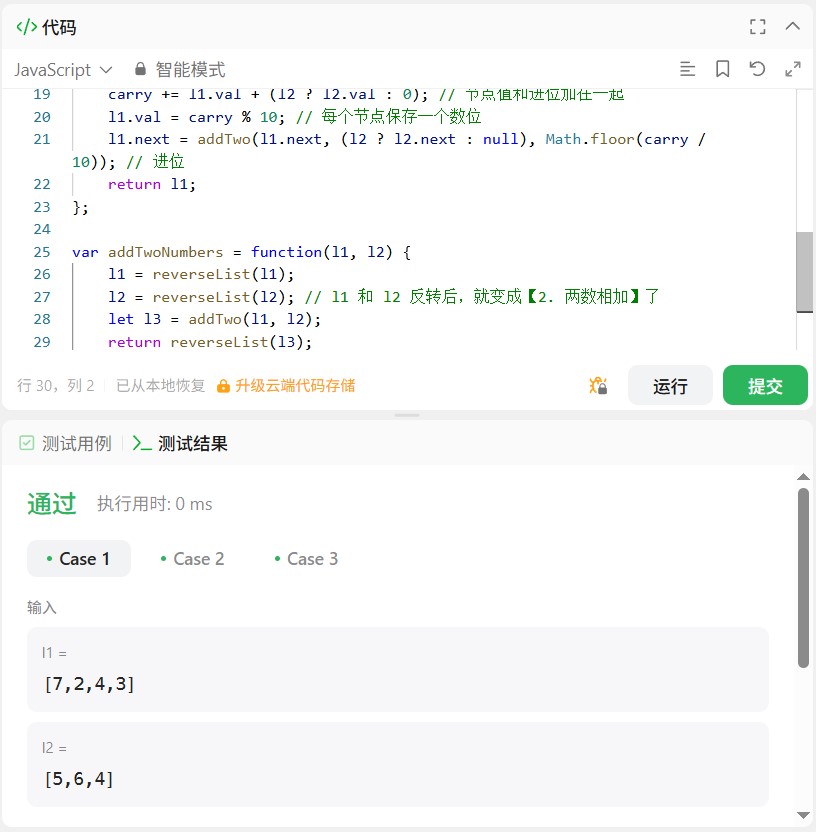 </> 代码
JavaScript 智能模式
19 carry += l1.val + (l2 ? l2.val : 0); // 节点值和进位加在一起
20 l1.val = carry % 10; // 每个节点保存一个数位
21 l1.next = addTwo(l1.next, (l2 ? l2.next : null), Math.floor(carry /
10)); // 进位
22 return l1;
23 };
24
25 var addTwoNumbers = function(l1, l2) {
26 l1 = reverseList(l1);
27 l2 = reverseList(l2); // l1 和 l2 反转后，就变成【2. 两数相加】了
28 let l3 = addTwo(l1, l2);
29 return reverseList(l3);
行 30，列 2 已从本地恢复 升级云端代码存储 运行 提交
测试用例 >_ 测试结果
通过 执行用时: 0 ms
• Case 1 • Case 2 • Case 3
输入
l1 =
[7,2,4,3]
l2 =
[5,6,4]